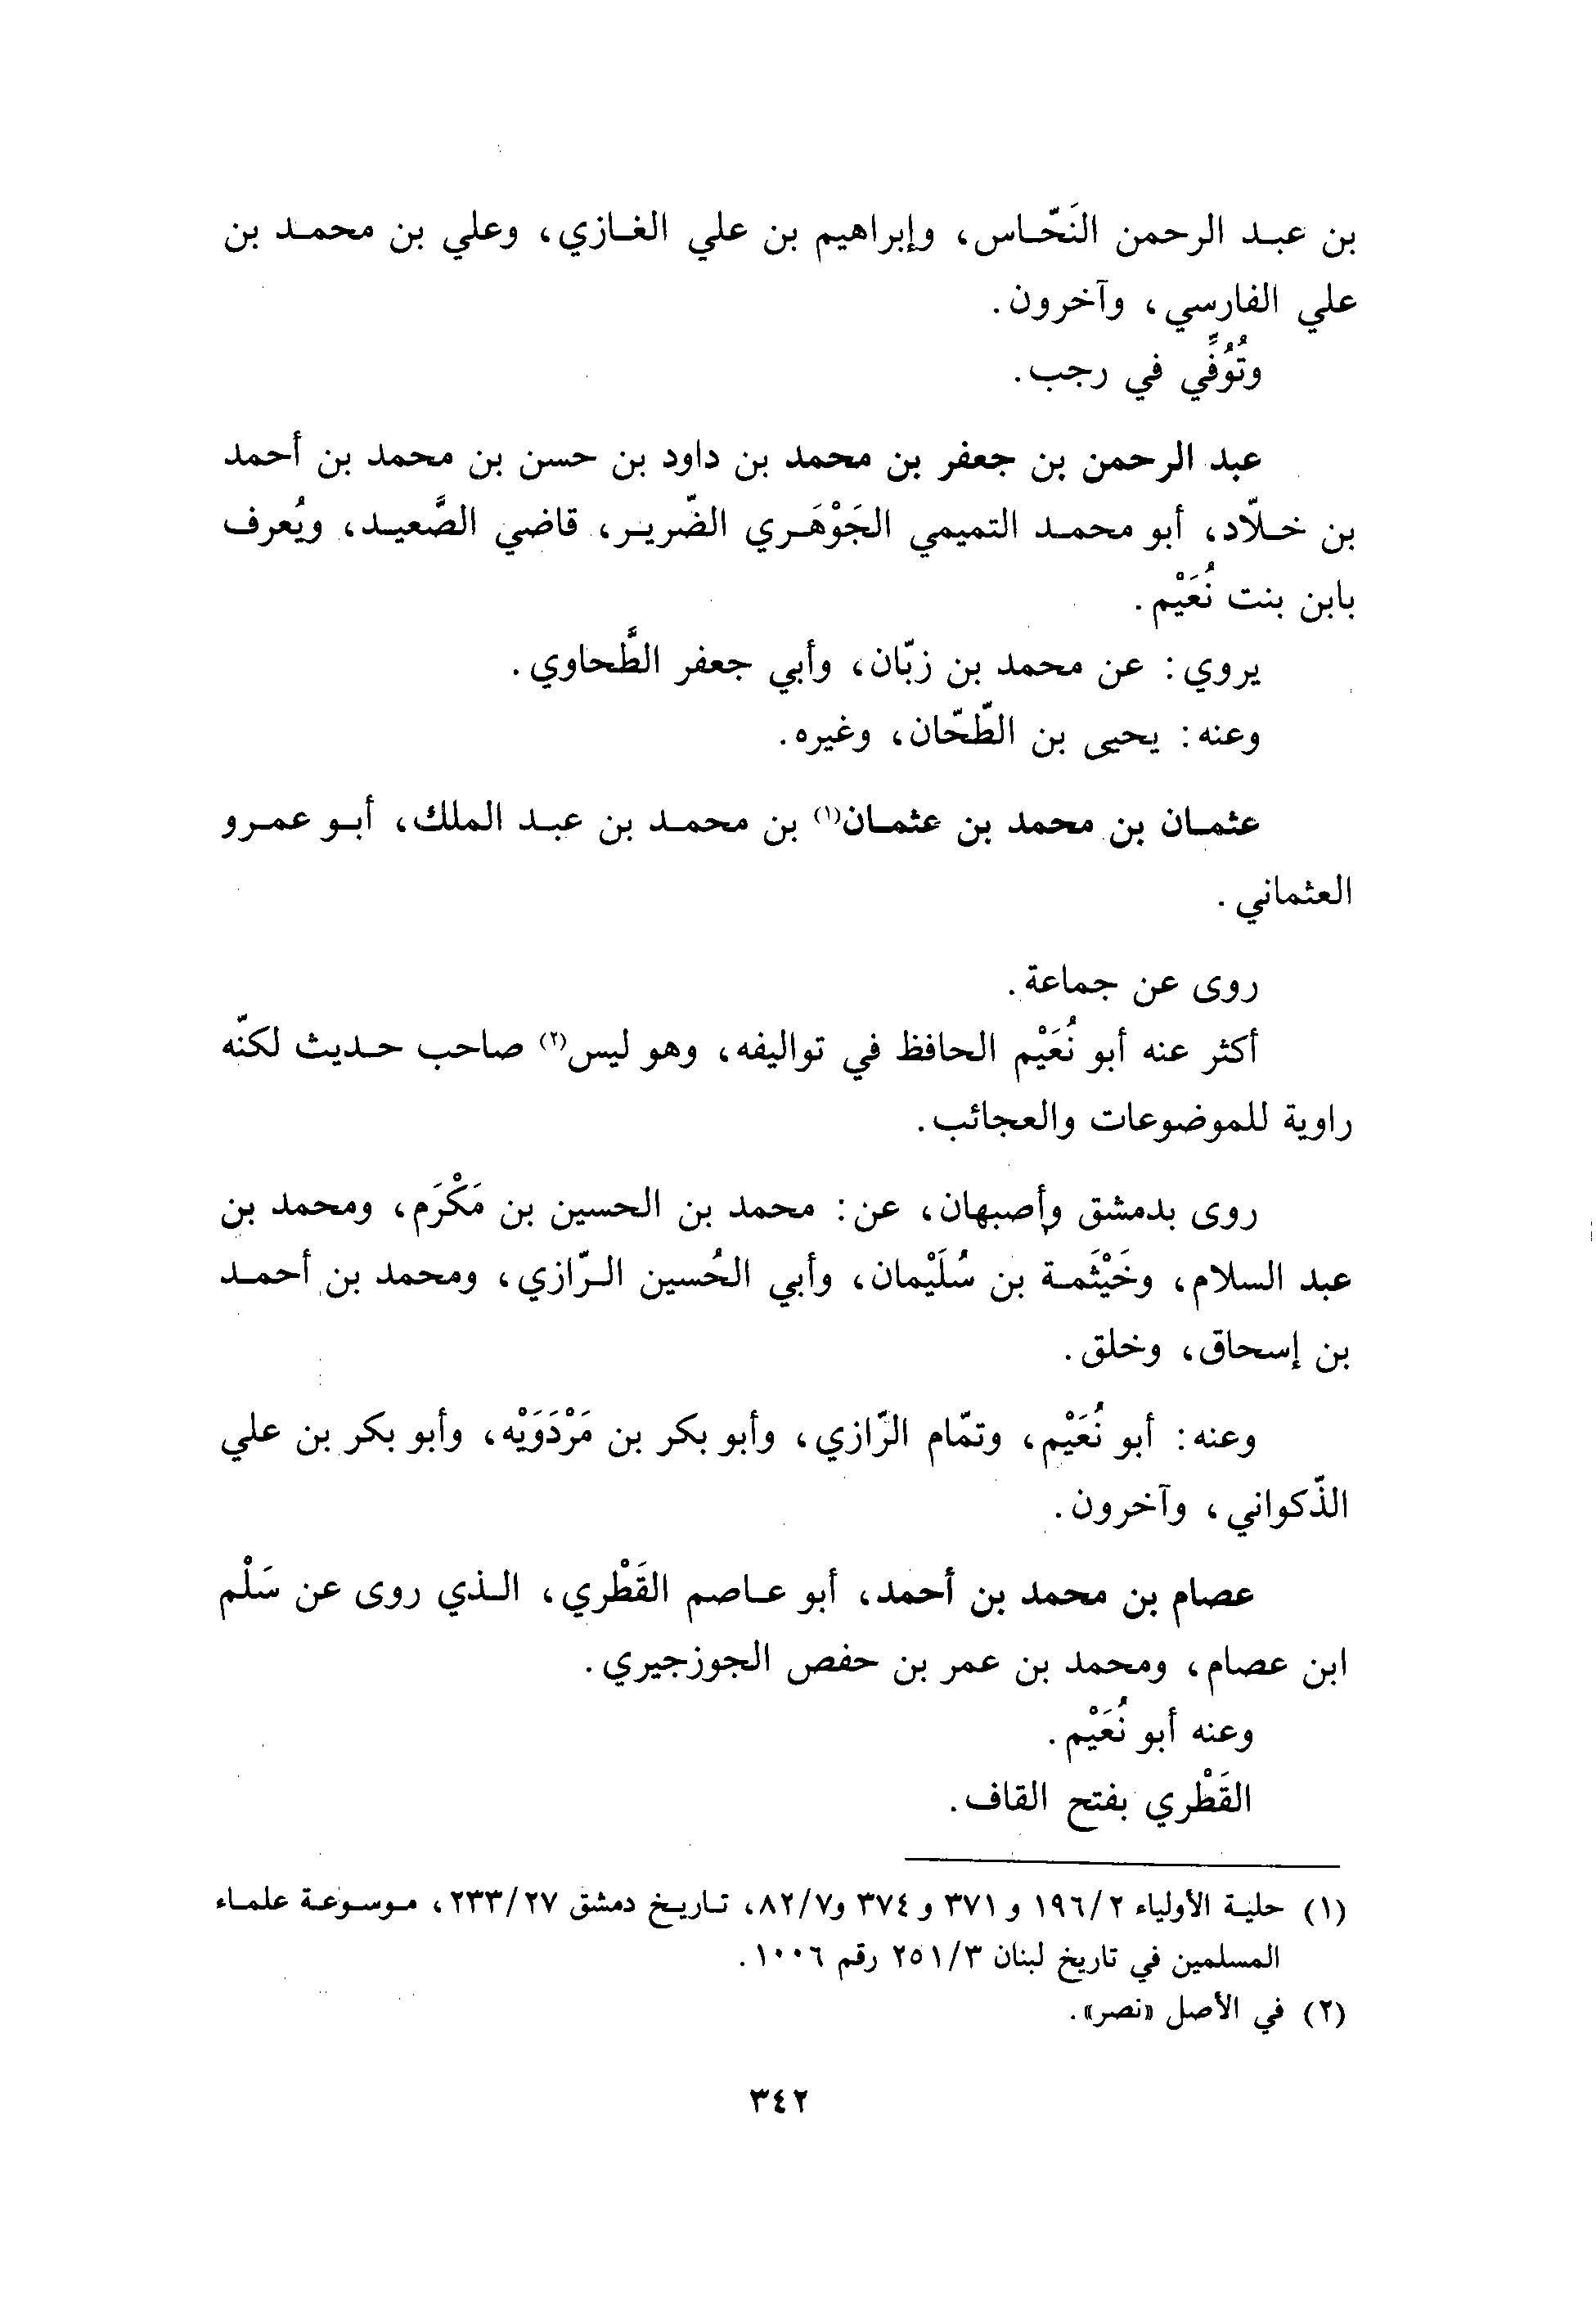 بن عبد الرحمن النَحّاس، وإبراهيم بن علي الغازي، وعلي بن محمد بن
علي الفارسي، وآخرون.
وتُوُفِّي في رجب.
عبد الرحمن بن جعفر بن محمد بن داود بن حسن بن محمد بن أحمد
بن خلّاد، أبو محمد التميمي الجَوْهَري الضّرير، قاضي الصَّعيد، ويُعرف
بابن بنت نُعَيْم.
يروي: عن محمد بن زبّان، وأبي جعفر الطَّحاوي.
وعنه: يحيى بن الطّحّان، وغيره.
عثمان بن محمد بن عثمان(١) بن محمد بن عبد الملك، أبو عمرو
العثماني.
روى عن جماعة.
أكثر عنه أبو نُعَيْم الحافظ في تواليفه، وهو ليس(٢) صاحب حديث لكنّه
راوية للموضوعات والعجائب.
روى بدمشق وأصبهان، عن: محمد بن الحسين بن مَكْرَم، ومحمد بن
عبد السلام، وخَيْثَمة بن سُلَيْمان، وأبي الحُسين الرّازي، ومحمد بن أحمد
بن إسحاق، وخلق.
وعنه: أبو نُعَيْم، وتمّام الرّازي، وأبو بكر بن مَرْدَوَيْه، وأبو بكر بن علي
الذّكواني، وآخرون.
عصام بن محمد بن أحمد، أبو عاصم القَطْري، الذي روى عن سَلْم
ابن عصام، ومحمد بن عمر بن حفص الجوزجيري.
وعنه أبو نُعَيْم.
القَطْري بفتح القاف.
(١) حلية الأولياء ١٩٦/٢ و ٣٧١ و ٣٧٤ و٨٢/٧، تاريخ دمشق ٢٣٣/٢٧، موسوعة علماء
المسلمين في تاريخ لبنان ٢٥١/٣ رقم ١٠٠٦.
(٢) في الأصل «نصر».
٣٤٢